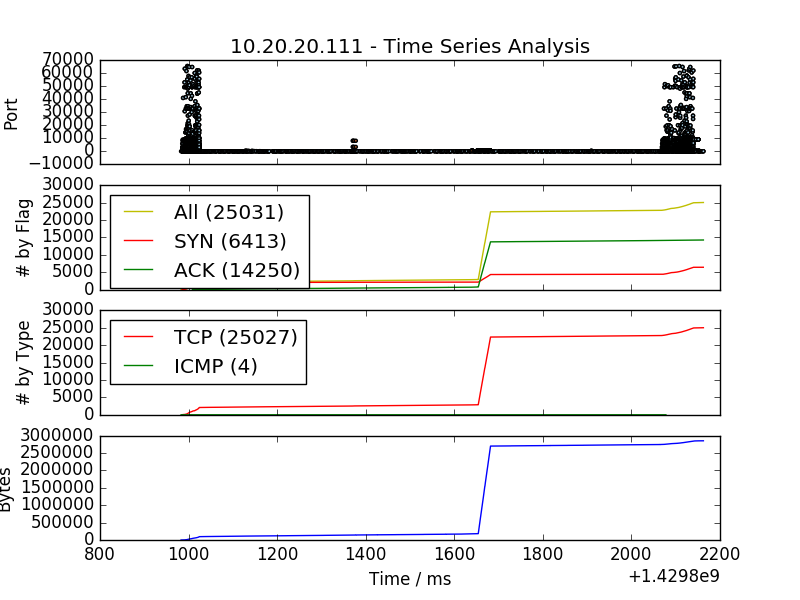 10.20.20.111 - Time Series Analysis
70000
60000
50000
40000
30000
20000
10000
0
−10000
Port
30000
25000
20000
15000
10000
5000
0
# by Flag
All (25031)
SYN (6413)
ACK (14250)
30000
25000
20000
15000
10000
5000
0
# by Type
TCP (25027)
ICMP (4)
3000000
2500000
2000000
1500000
1000000
500000
0
Bytes
800 1000 1200 1400 1600 1800 2000 2200
Time / ms
+1.4298e9